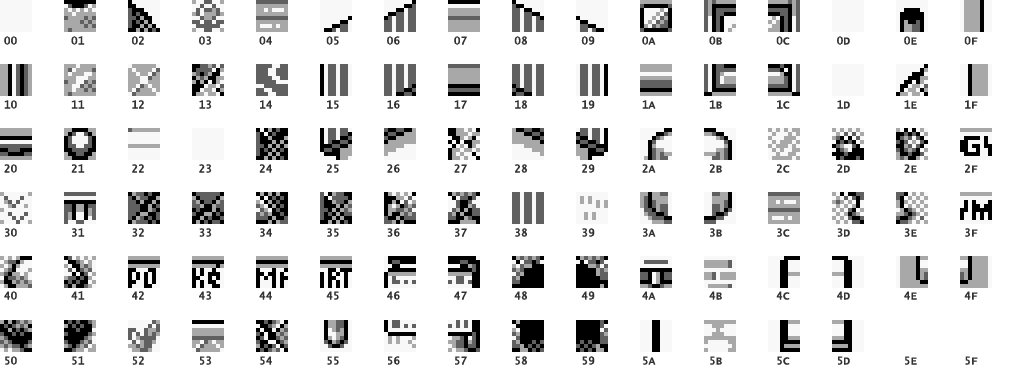 00 01 02 03 04 05 06 07 08 09 0A 0B 0C 0D 0E 0F
10 11 12 13 14 15 16 17 18 19 1A 1B 1C 1D 1E 1F
GY
20 21 22 23 24 25 26 27 28 29 2A 2B 2C 2D 2E 2F
30 31 32 33 34 35 36 37 38 39 3A 3B 3C 3D 3E 3F
PO KE MA RT
40 41 42 43 44 45 46 47 48 49 4A 4B 4C 4D 4E 4F
50 51 52 53 54 55 56 57 58 59 5A 5B 5C 5D 5E 5F